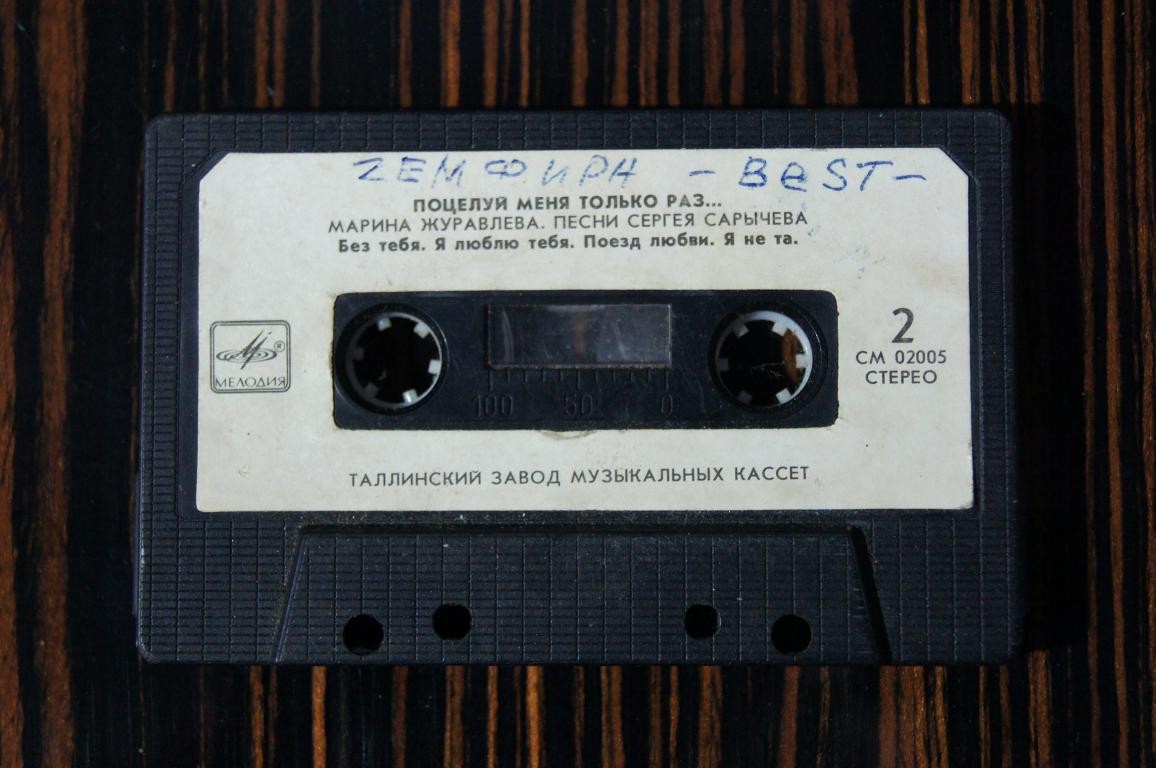 ZЕМФИРА - BeST -
ПОЦЕЛУЙ МЕНЯ ТОЛЬКО РАЗ...
МАРИНА ЖУРАВЛЕВА. ПЕСНИ СЕРГЕЯ САРЫЧЕВА
Без тебя. Я люблю тебя. Поезд любви. Я не та.
МЕЛОДИЯ
2
СМ 02005
СТЕРЕО
100 50 0
ТАЛЛИНСКИЙ ЗАВОД МУЗЫКАЛЬНЫХ КАССЕТ